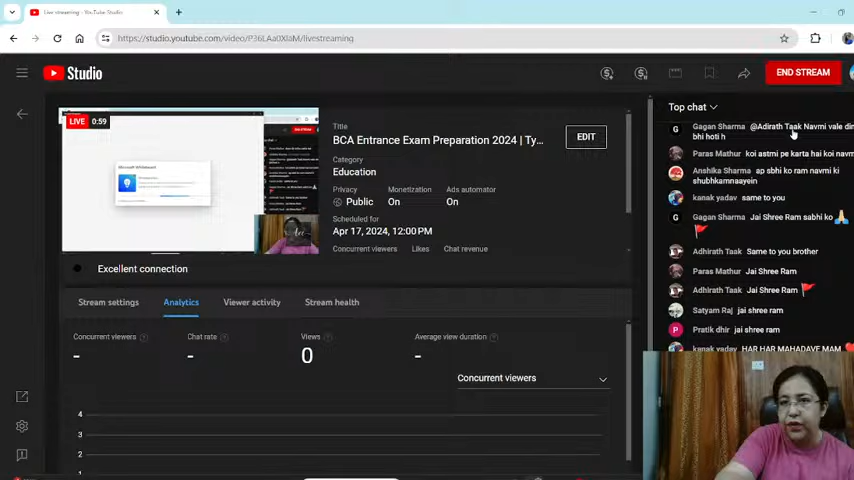 Live streaming - YouTube Studio
https://studio.youtube.com/video/P36LAa0XlaM/livestreaming
Studio
END STREAM
LIVE 0:59
Title
BCA Entrance Exam Preparation 2024 | Ty...
EDIT
Category
Education
Privacy
Monetization
Ads automator
Public
On
On
Scheduled for
Apr 17, 2024, 12:00 PM
Concurrent viewers
Likes
Chat revenue
Excellent connection
Stream settings
Analytics
Viewer activity
Stream health
Concurrent viewers
Chat rate
Views
Average view duration
-
-
0
-
Concurrent viewers
4
3
2
1
Top chat
G Gagan Sharma @Adirath Taak Navmi vale din
bhi hoti h
Paras Mathur koi astmi pe karta hai koi navm
Anshika Sharma ap sbhi ko ram navmi ki
shubhkamnaayein
kanak yadav same to you
G Gagan Sharma Jai Shree Ram sabhi ko 🙏
🚩
Adhirath Taak Same to you brother
Paras Mathur Jai Shree Ram
Adhirath Taak Jai Shree Ram 🚩
Satyam Raj jai shree ram
P Pratik dhir jai shree ram
kanak yadav HAR HAR MAHADAVE MAM ❤️